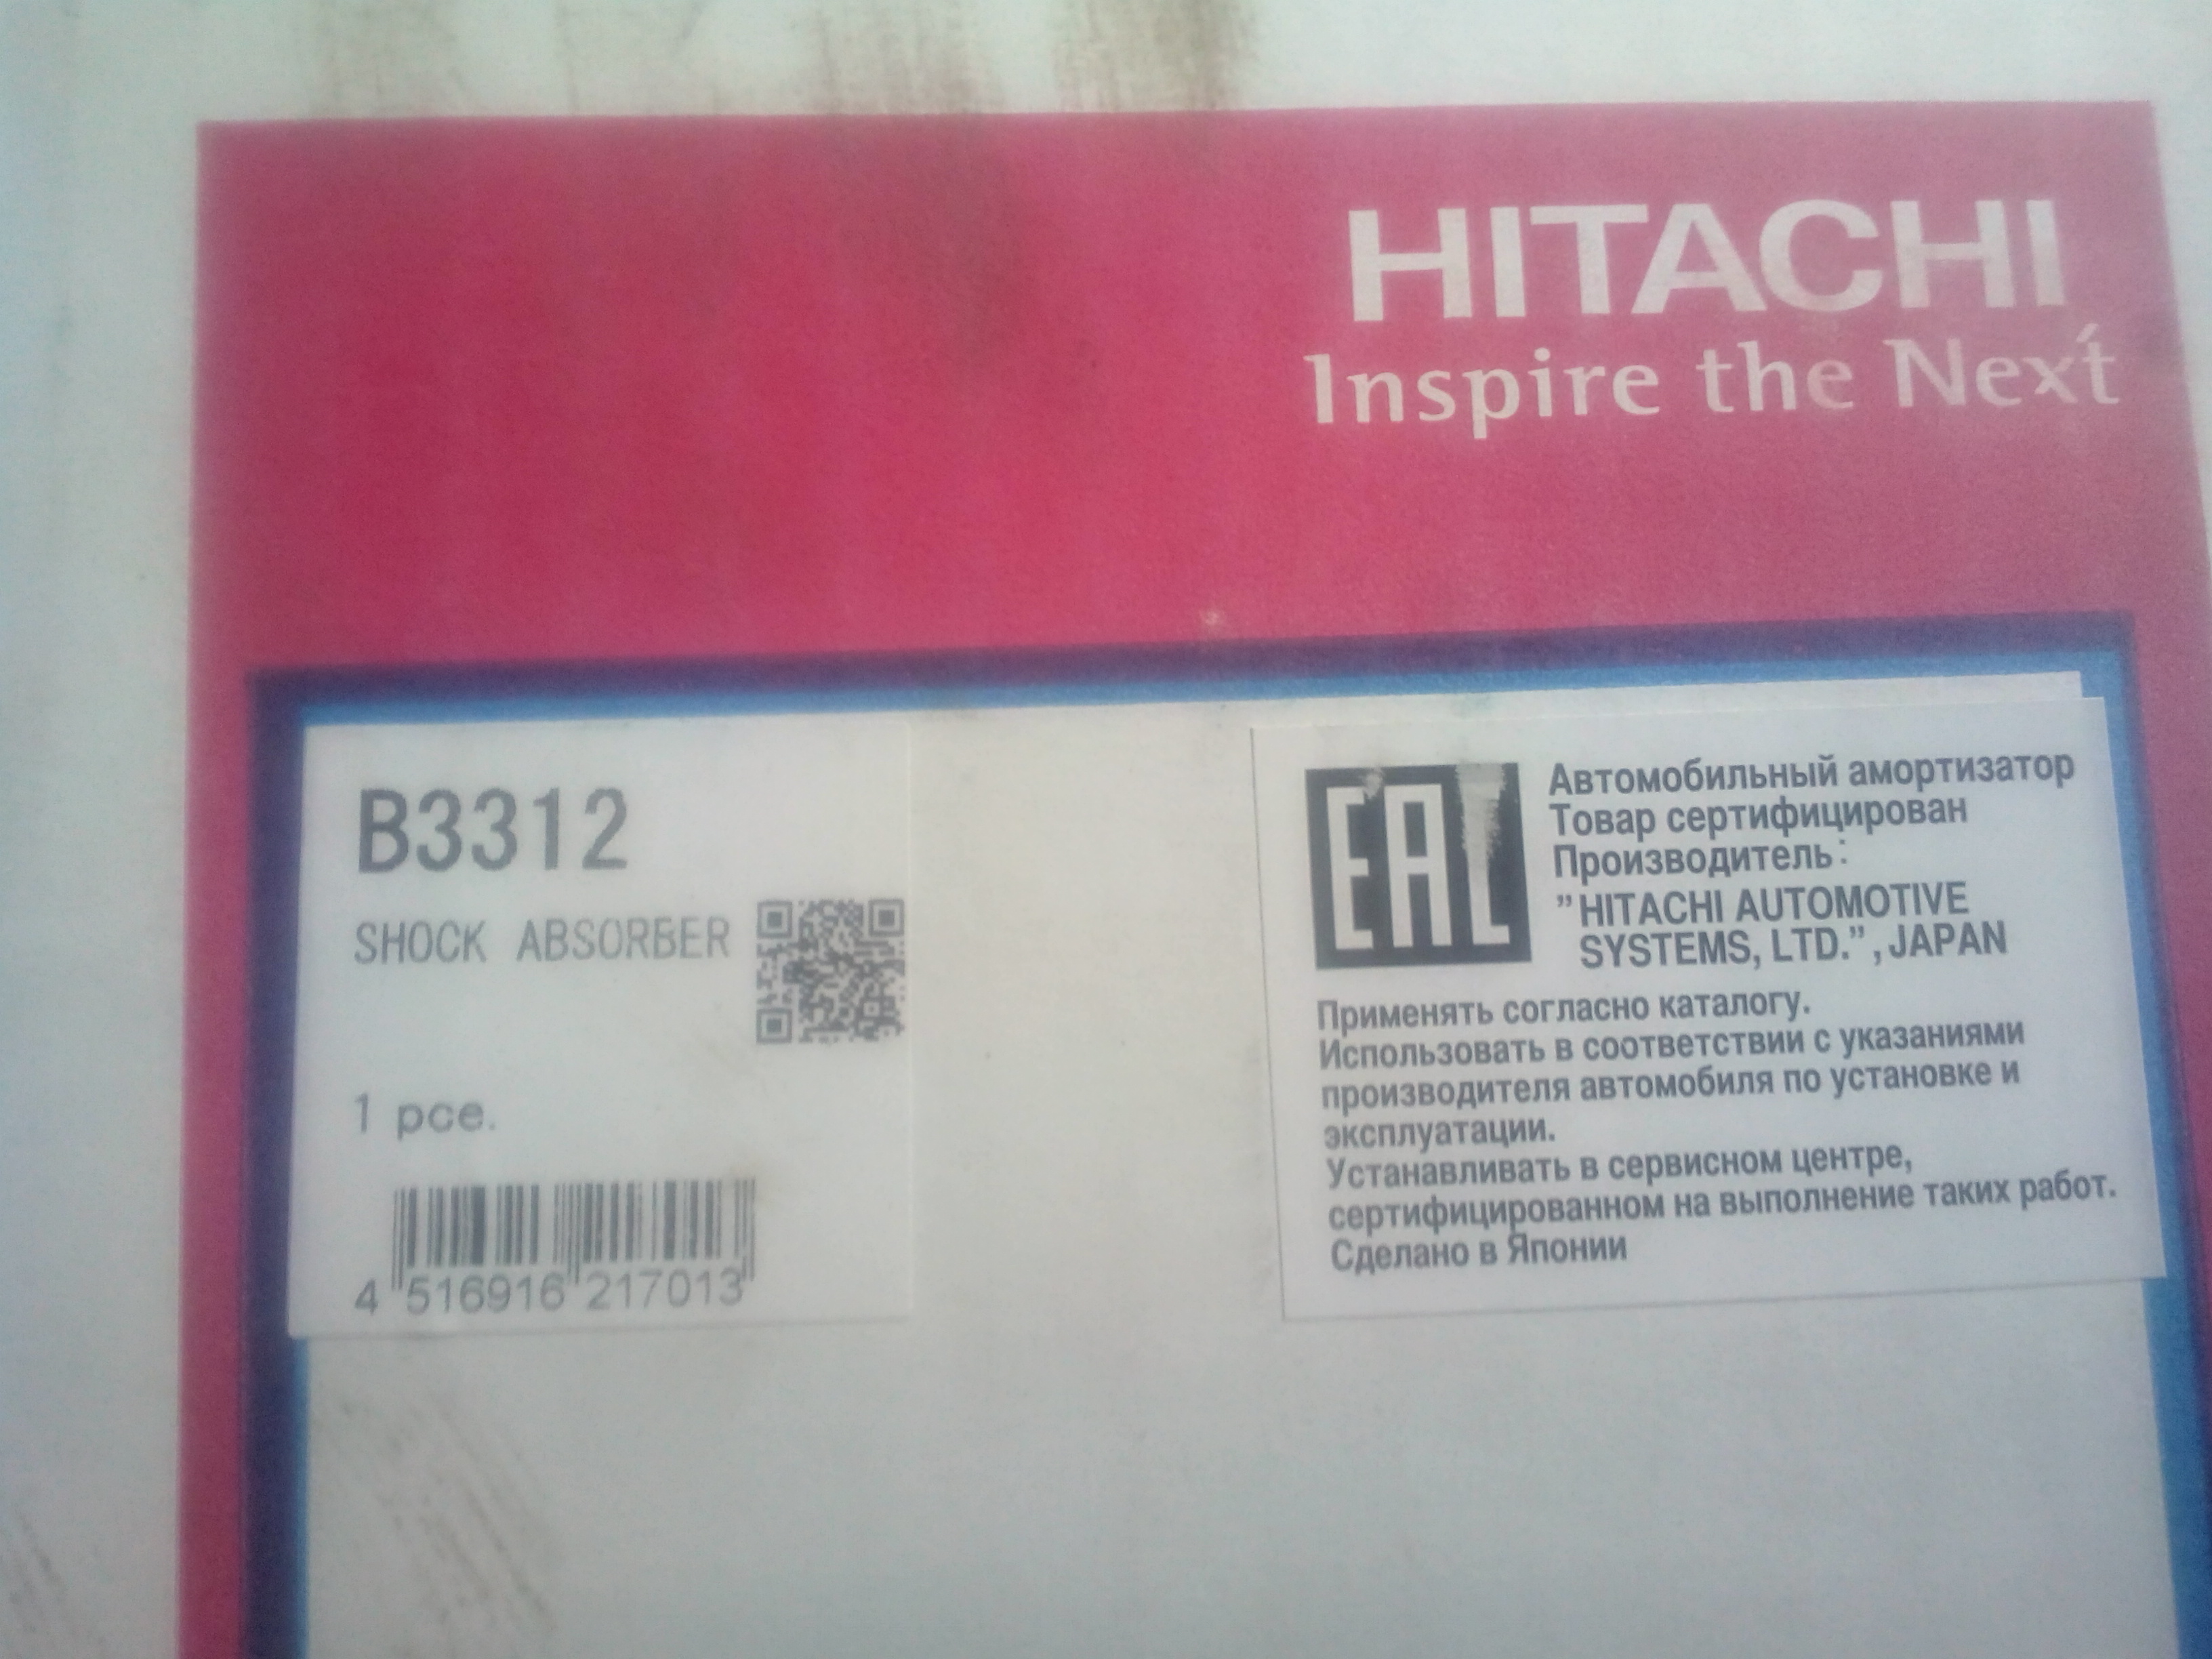 HITACHI
Inspire the Next
B3312
SHOCK ABSORBER
1 pce.
4 516916 217013
EAC
Автомобильный амортизатор
Товар сертифицирован
Производитель:
"HITACHI AUTOMOTIVE
SYSTEMS, LTD.", JAPAN
Применять согласно каталогу.
Использовать в соответствии с указаниями
производителя автомобиля по установке и
эксплуатации.
Устанавливать в сервисном центре,
сертифицированном на выполнение таких работ.
Сделано в Японии